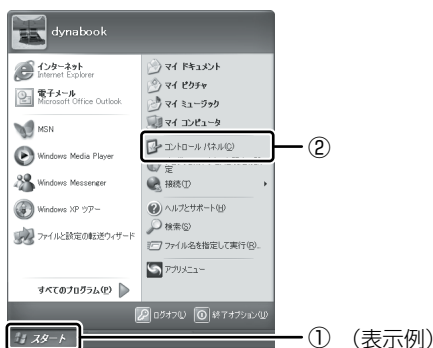 dynabook
インターネット
Internet Explorer
電子メール
Microsoft Office Outlook
MSN
Windows Media Player
Windows Messenger
Windows XP ツアー
ファイルと設定の転送ウィザード
すべてのプログラム(P)
マイ ドキュメント
マイ ピクチャ
マイ ミュージック
マイ コンピュータ
コントロール パネル(C)
定
接続(T)
ヘルプとサポート(H)
検索(S)
ファイル名を指定して実行(R)...
アプリメニュー
ログオフ(L)
終了オプション(U)
スタート
②
① （表示例）